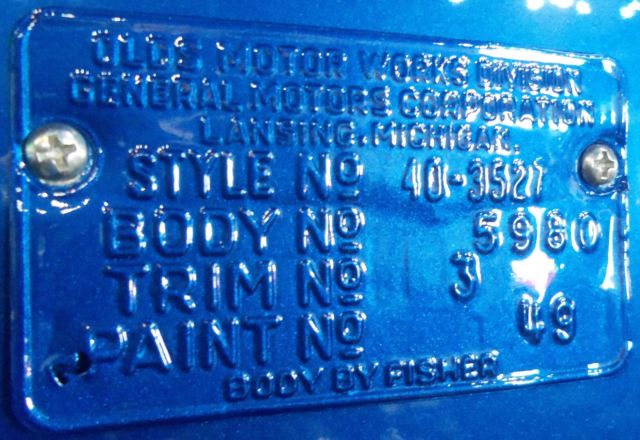 OLDS MOTOR WORKS DIVISION
GENERAL MOTORS CORPORATION
LANSING, MICHIGAN.
STYLE NO 40-3527
BODY NO 5980
TRIM NO 3
PAINT NO 49
BODY BY FISHER